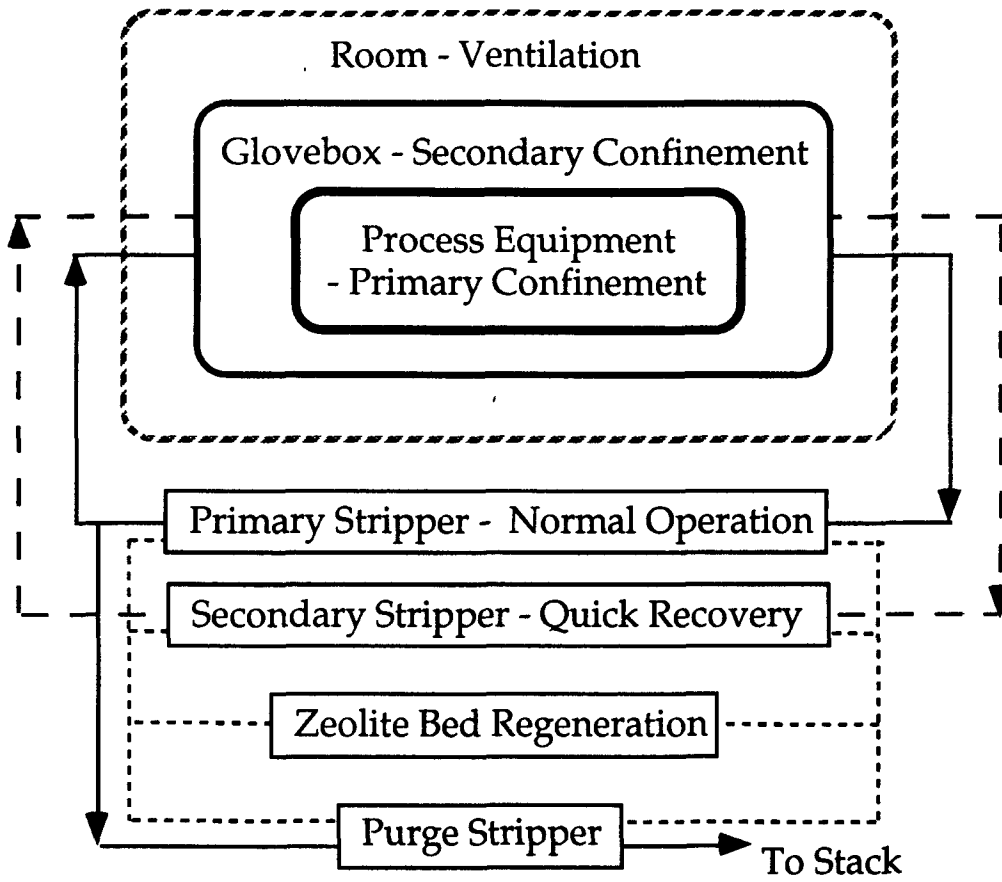 Room - Ventilation
Glovebox - Secondary Confinement
Process Equipment
- Primary Confinement
Primary Stripper - Normal Operation
Secondary Stripper - Quick Recovery
Zeolite Bed Regeneration
Purge Stripper
To Stack